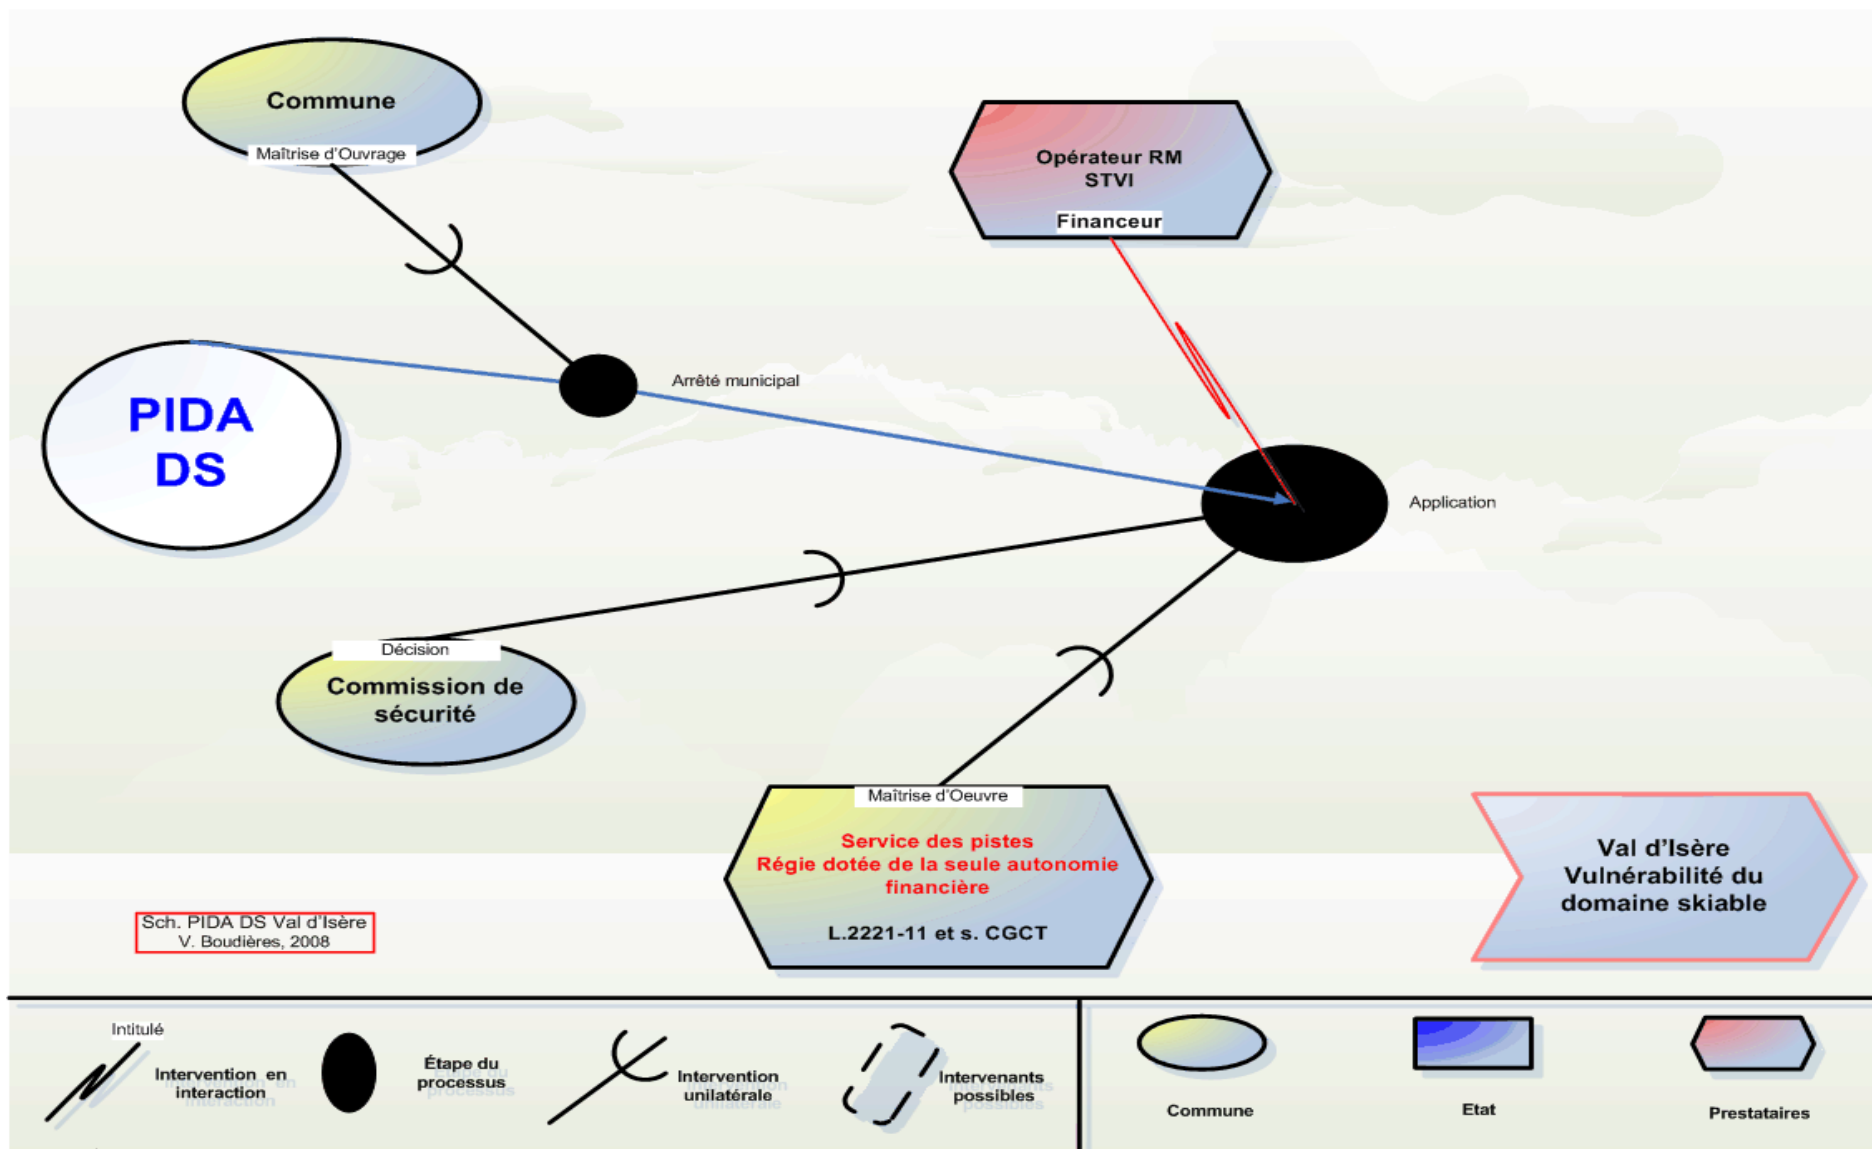 Commune
Maîtrise d'Ouvrage
Opérateur RM
STVI
Financeur
PIDA
DS
Arrêté municipal
Application
Décision
Commission de
sécurité
Maîtrise d'Oeuvre
Service des pistes
Régie dotée de la seule autonomie
financière
L.2221-11 et s. CGCT
Val d'Isère
Vulnérabilité du
domaine skiable
Sch. PIDA DS Val d'Isère
V. Boudières, 2008
Intitulé
Intervention en
interaction
Étape du
processus
Intervention
unilatérale
Intervenants
possibles
Commune
Etat
Prestataires